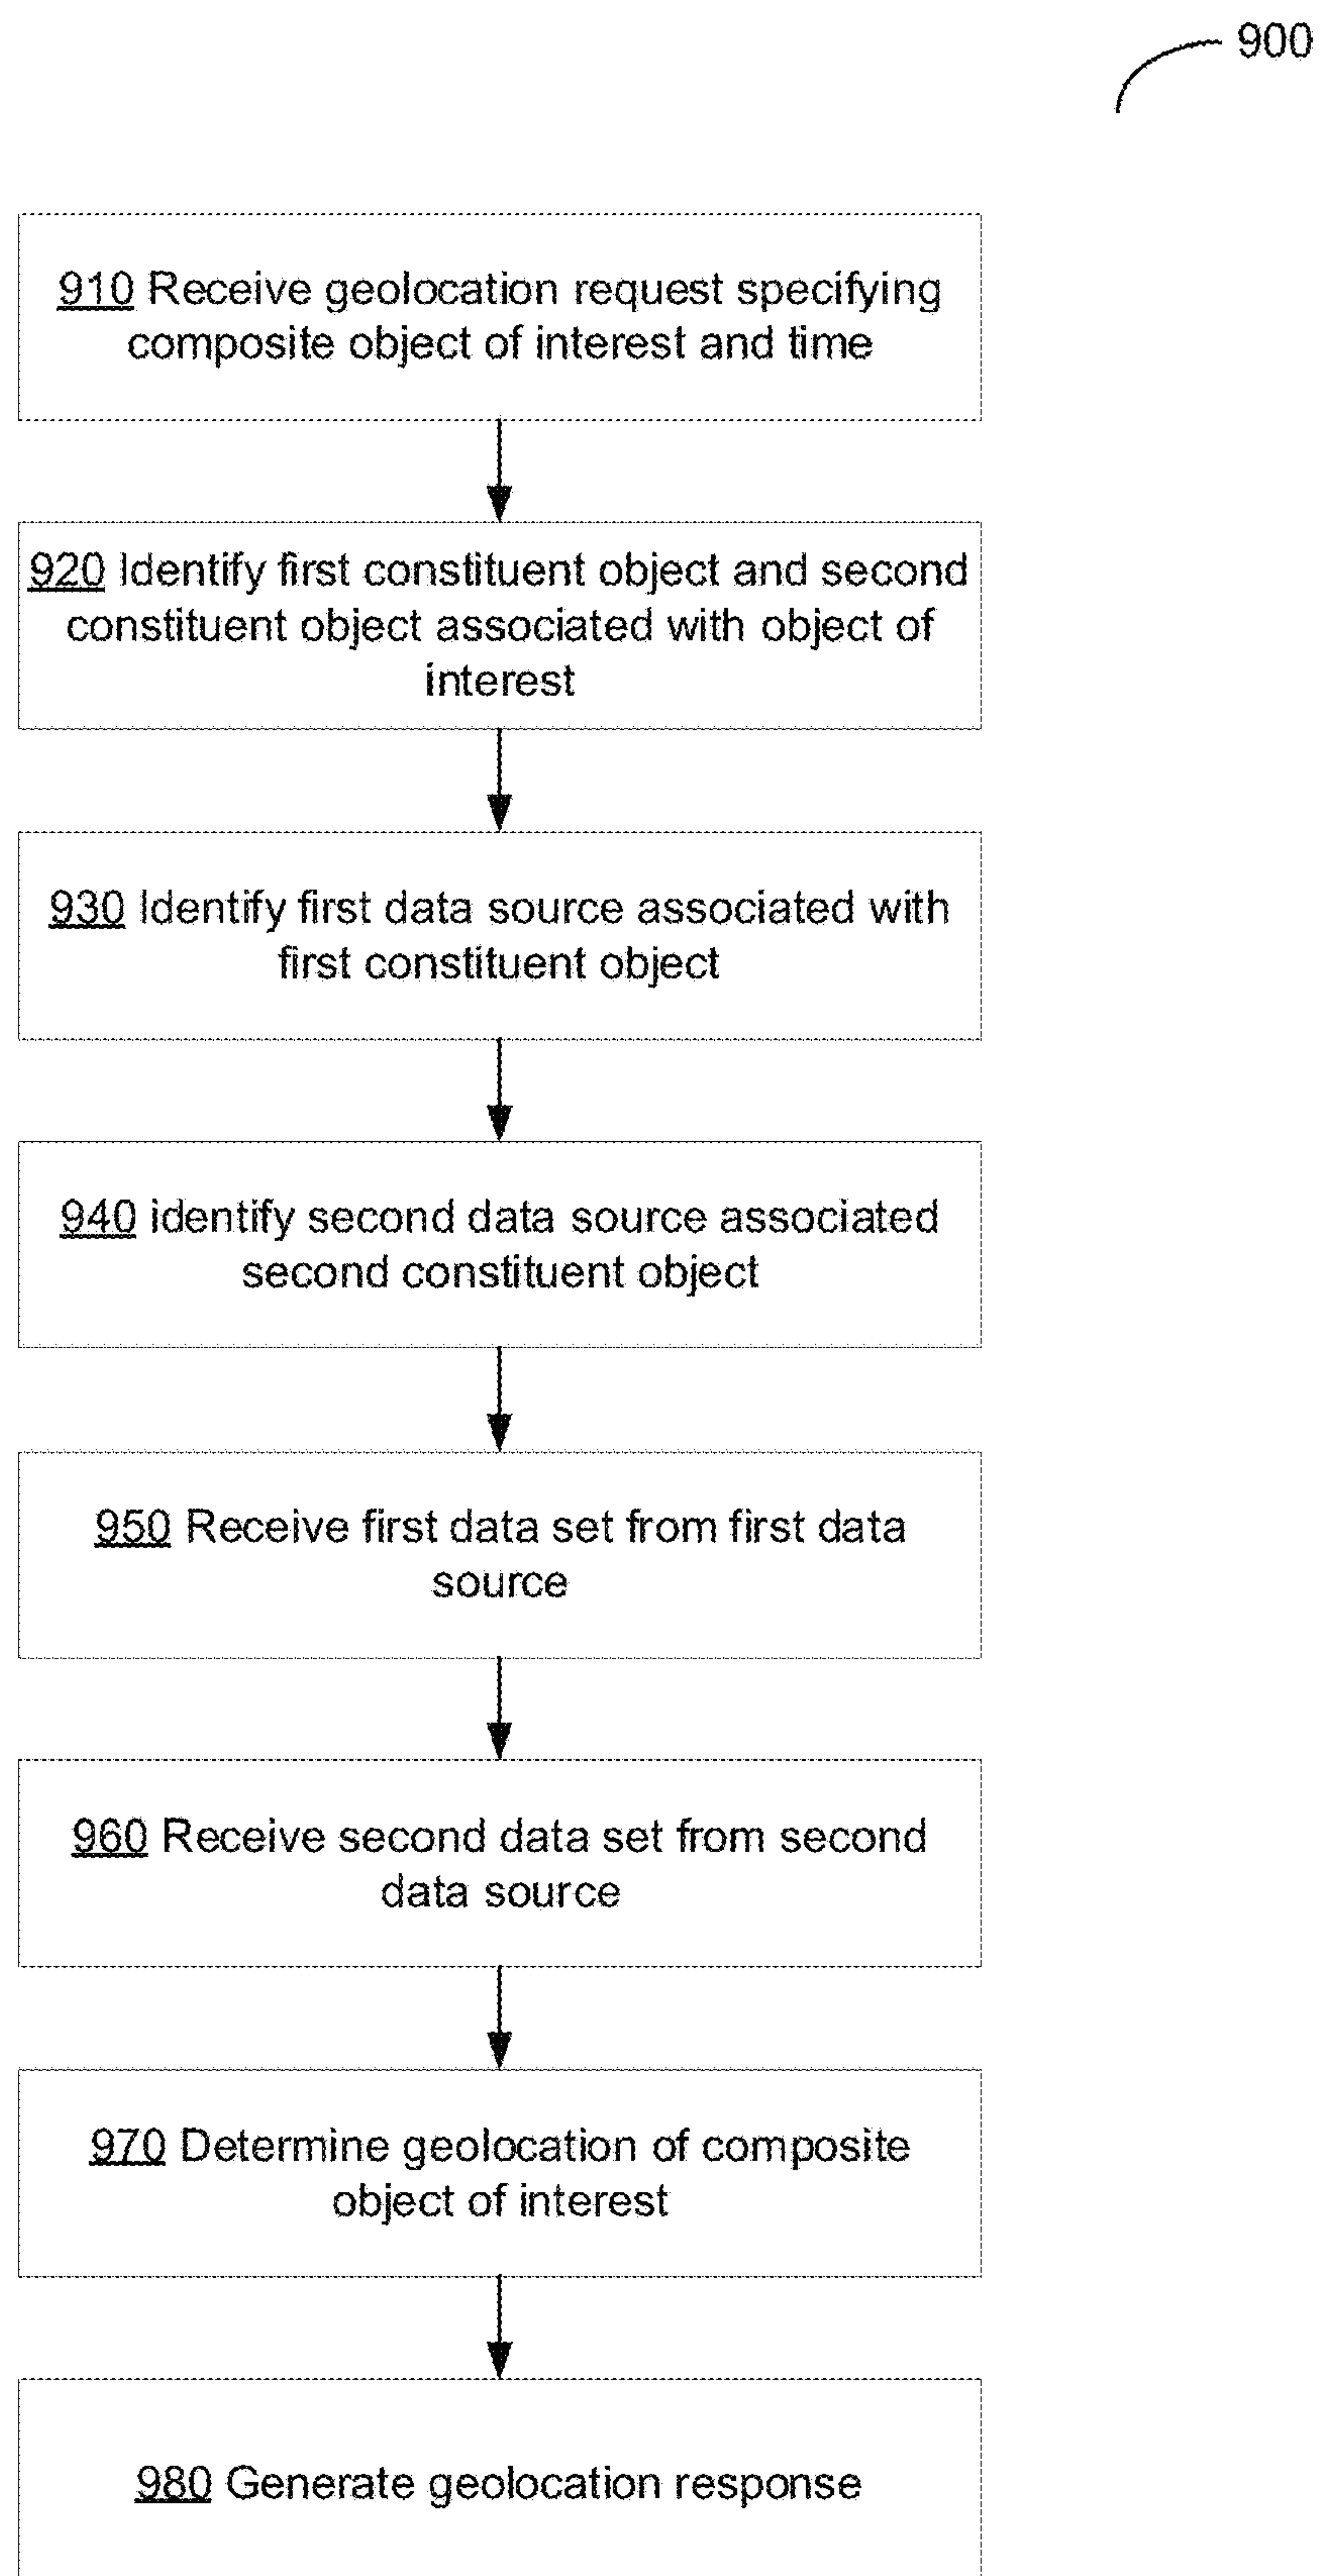 900
910 Receive geolocation request specifying
composite object of interest and time
920 Identify first constituent object and second
constituent object associated with object of
interest
930 Identify first data source associated with
first constituent object
940 identify second data source associated
second constituent object
950 Receive first data set from first data
source
960 Receive second data set from second
data source
970 Determine geolocation of composite
object of interest
980 Generate geolocation response